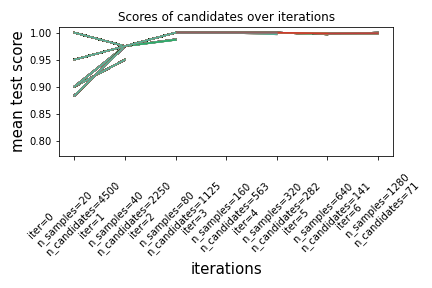 Scores of candidates over iterations
mean test score
1.00
0.95
0.90
0.85
0.80
iter=0
n_samples=20
n_candidates=4500
iter=1
n_samples=40
n_candidates=2250
iter=2
n_samples=80
n_candidates=1125
iter=3
n_samples=160
n_candidates=563
iter=4
n_samples=320
n_candidates=282
iter=5
n_samples=640
n_candidates=141
iter=6
n_samples=1280
n_candidates=71
iterations